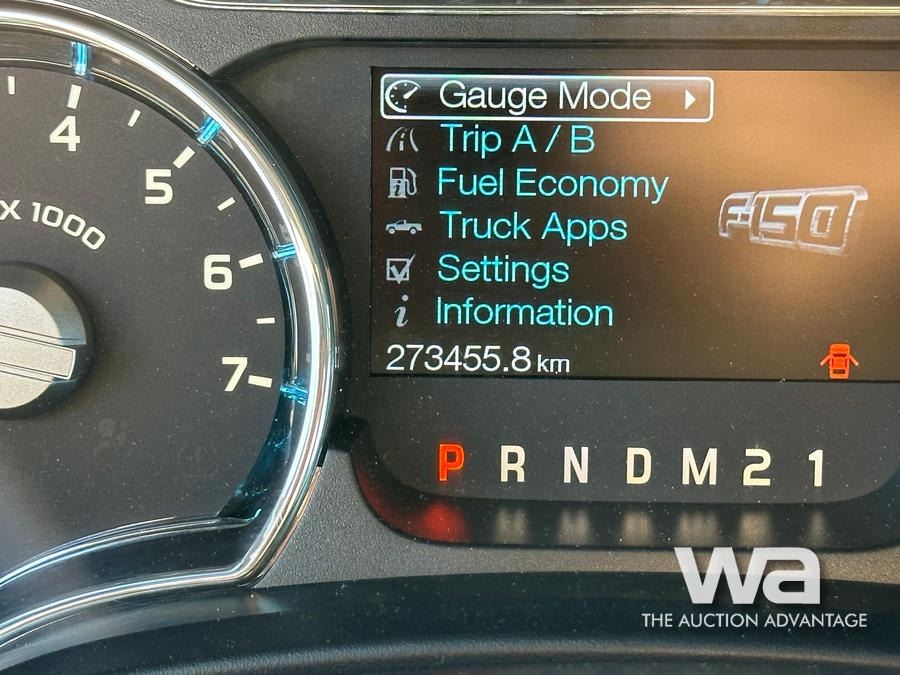 4
5
6
7
X 1000
Gauge Mode
Trip A / B
Fuel Economy
Truck Apps
Settings
Information
273455.8 km
F-150
P R N D M 2 1
wa
THE AUCTION ADVANTAGE